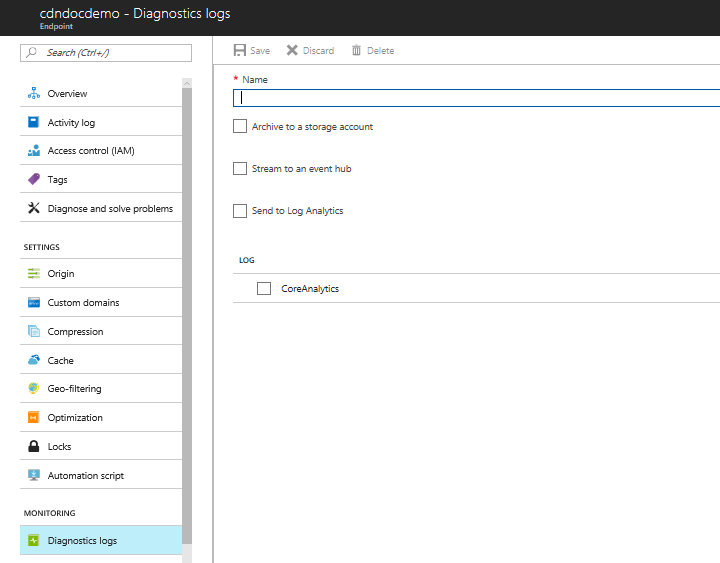 cdndocdemo - Diagnostics logs
Endpoint
Search (Ctrl+/)
Overview
Activity log
Access control (IAM)
Tags
Diagnose and solve problems
SETTINGS
Origin
Custom domains
Compression
Cache
Geo-filtering
Optimization
Locks
Automation script
MONITORING
Diagnostics logs
Save Discard Delete
* Name
Archive to a storage account
Stream to an event hub
Send to Log Analytics
LOG
CoreAnalytics